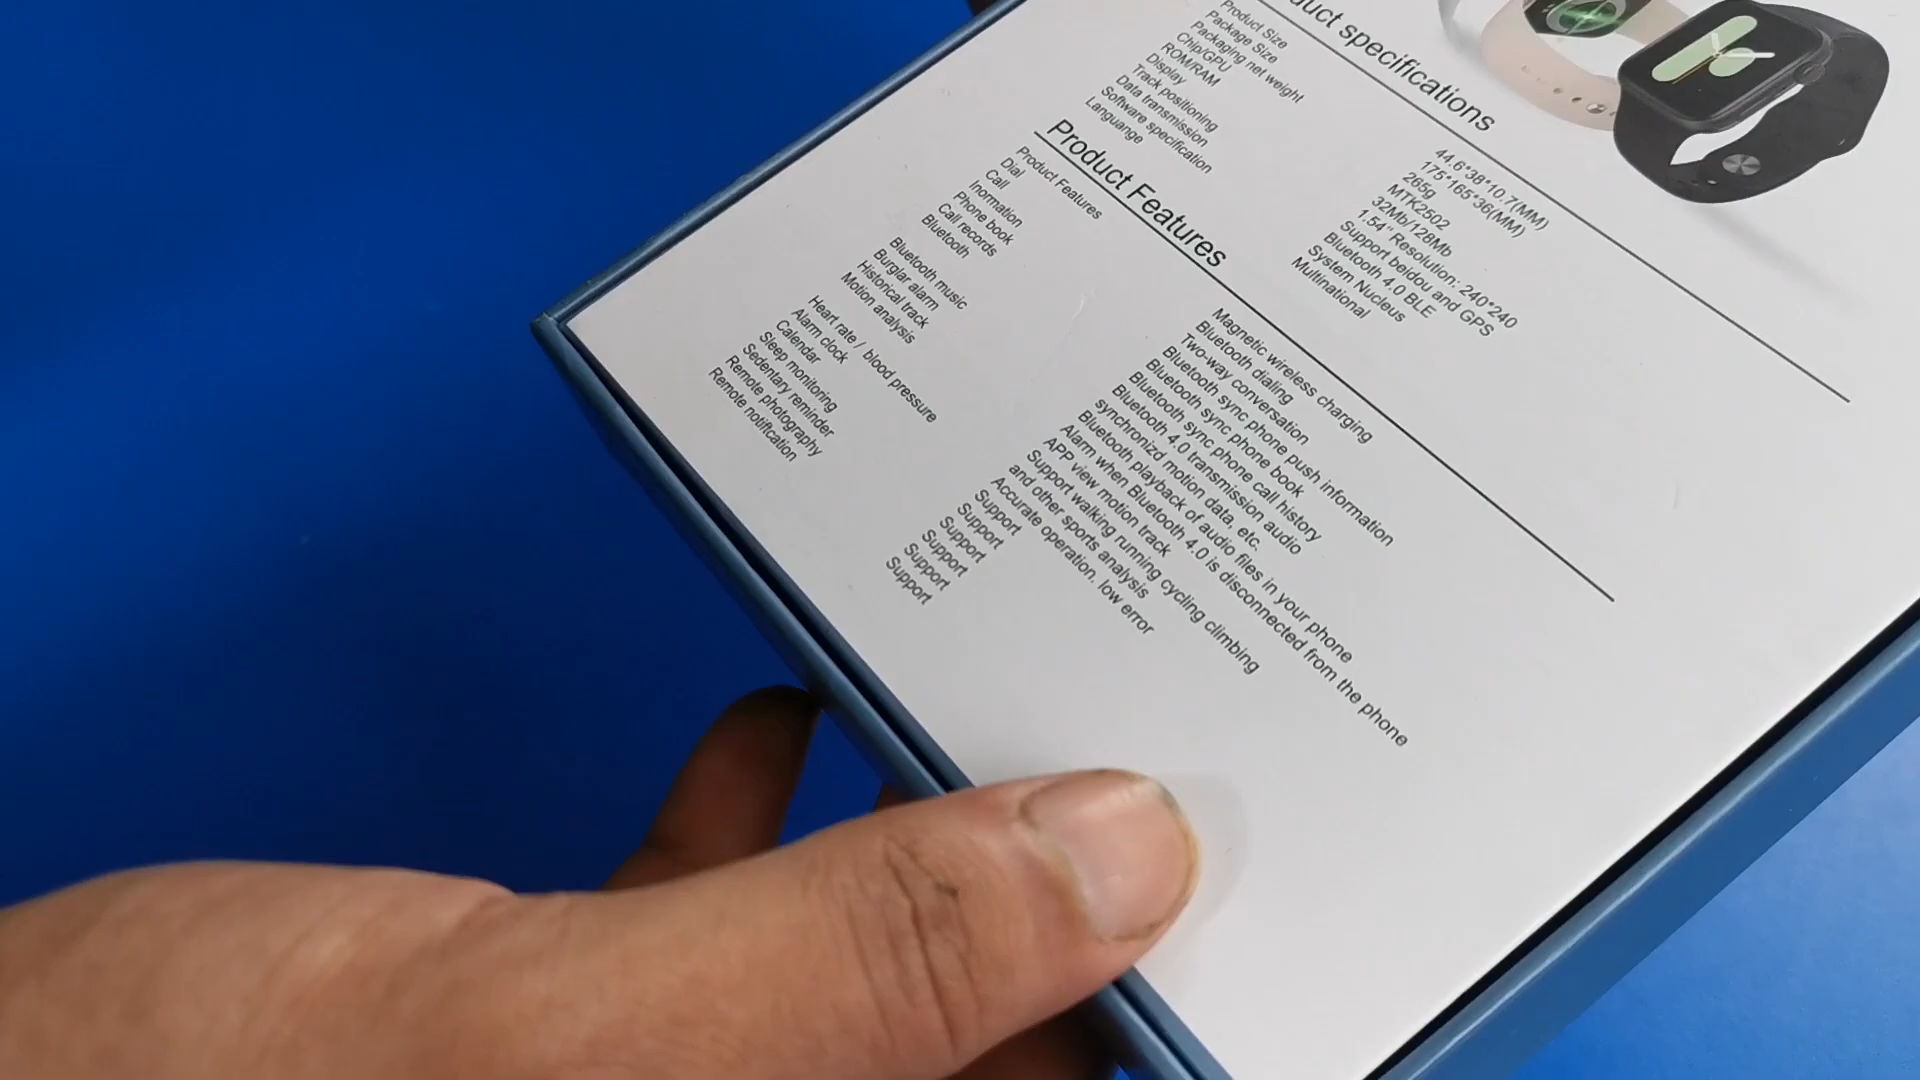 duct specifications
Product Size
Package Size
Packaging net weight
Chip/GPU
ROM/RAM
Display
Track positioning
Data transmission
Software specification
Languange
44.6*38*10.7(MM)
175*165*36(MM)
265g
MTK2502
32Mb/128Mb
1.54" Resolution: 240*240
Support beidou and GPS
Bluetooth 4.0 BLE
System Nucleus
Multinational
Product Features
Product Features
Dial
Call
Inormation
Phone book
Call records
Bluetooth
Bluetooth music
Burglar alarm
Historical track
Motion analysis
Heart rate / blood pressure
Alarm clock
Calendar
Sleep monitoring
Sedentary reminder
Remote photography
Remote notiftcation
Magnetic wireless charging
Bluetooth dialing
Two-way conversation
Bluetooth sync phone push information
Bluetooth sync phone book
Bluetooth sync phone call history
Bluetooth 4.0 transmission audio
synchronizd motion data, etc.
Bluetooth playback of audio files in your phone
Alarm when Bluetooth 4.0 is disconnected from the phone
APP view motion track
Support walking running cycling climbing
and other sports analysis
Accurate operation. low error
Support
Support
Support
Support
Support